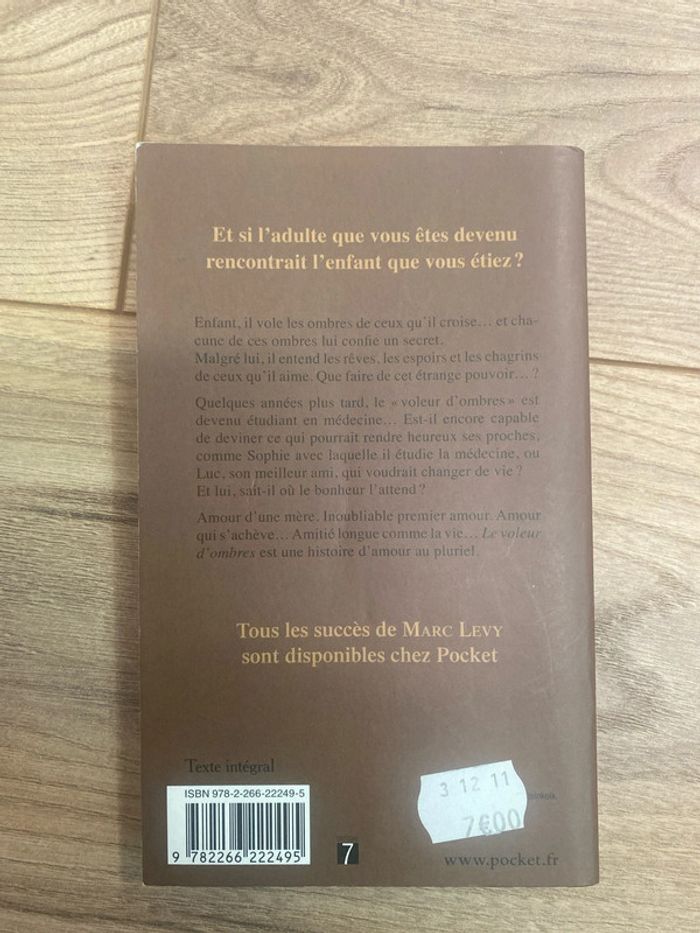 Et si l'adulte que vous êtes devenu
rencontrait l'enfant que vous étiez ?
Enfant, il vole les ombres de ceux qu'il croise… et cha-
cune de ces ombres lui confie un secret.
Malgré lui, il entend les rêves, les espoirs et les chagrins
de ceux qu'il aime. Que faire de cet étrange pouvoir… ?
Quelques années plus tard, le « voleur d'ombres » est
devenu étudiant en médecine… Est-il encore capable
de deviner ce qui pourrait rendre heureux ses proches,
comme Sophie avec laquelle il étudie la médecine, ou
Luc, son meilleur ami, qui voudrait changer de vie ?
Et lui, sait-il où le bonheur l'attend ?
Amour d'une mère. Inoubliable premier amour. Amour
qui s'achève… Amitié longue comme la vie… Le voleur
d'ombres est une histoire d'amour au pluriel.
Tous les succès de MARC LEVY
sont disponibles chez Pocket
Texte intégral
ISBN 978-2-266-22249-5
9 782266 222495
7
3 12 11
7€00
www.pocket.fr